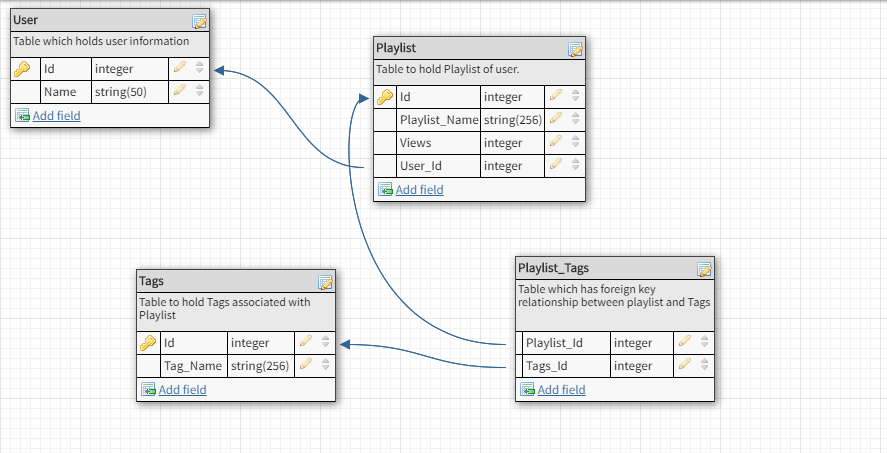 User
Table which holds user information
Id integer
Name string(50)
Add field
Playlist
Table to hold Playlist of user.
Id integer
Playlist_Name string(256)
Views integer
User_Id integer
Add field
Tags
Table to hold Tags associated with
Playlist
Id integer
Tag_Name string(256)
Add field
Playlist_Tags
Table which has foreign key
relationship between playlist and Tags
Playlist_Id integer
Tags_Id integer
Add field